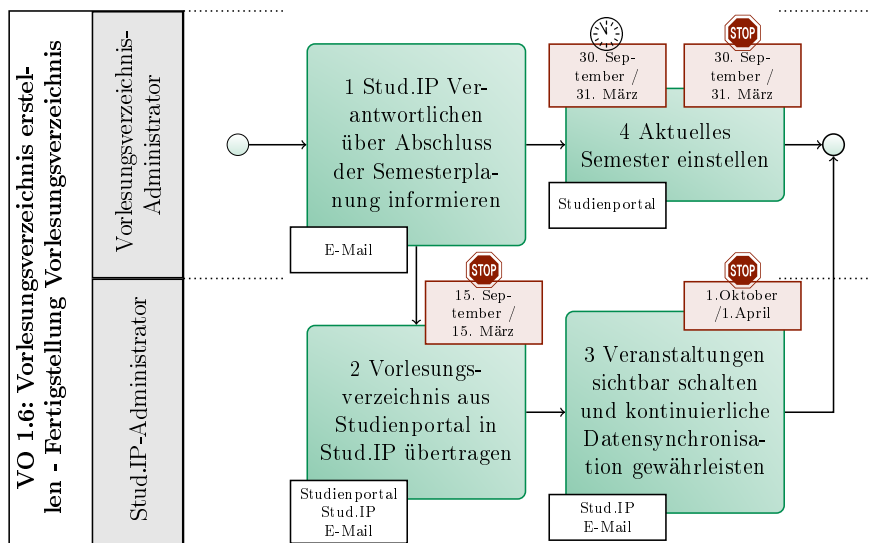 VO 1.6: Vorlesungsverzeichnis erstel-
len - Fertigstellung Vorlesungsverzeichnis
Vorlesungsverzeichnis-
Administrator
1 Stud.IP Ver-
antwortlichen
über Abschluss
der Semesterpla-
nung informieren
E-Mail
30. Sep-
tember /
31. März
STOP
30. Sep-
tember /
31. März
4 Aktuelles
Semester einstellen
Studienportal
Stud.IP-Administrator
STOP
15. Sep-
tember /
15. März
2 Vorlesungs-
verzeichnis aus
Studienportal in
Stud.IP übertragen
Studienportal
Stud.IP
E-Mail
STOP
1.Oktober
/1.April
3 Veranstaltungen
sichtbar schalten
und kontinuierliche
Datensynchronisa-
tion gewährleisten
Stud.IP
E-Mail